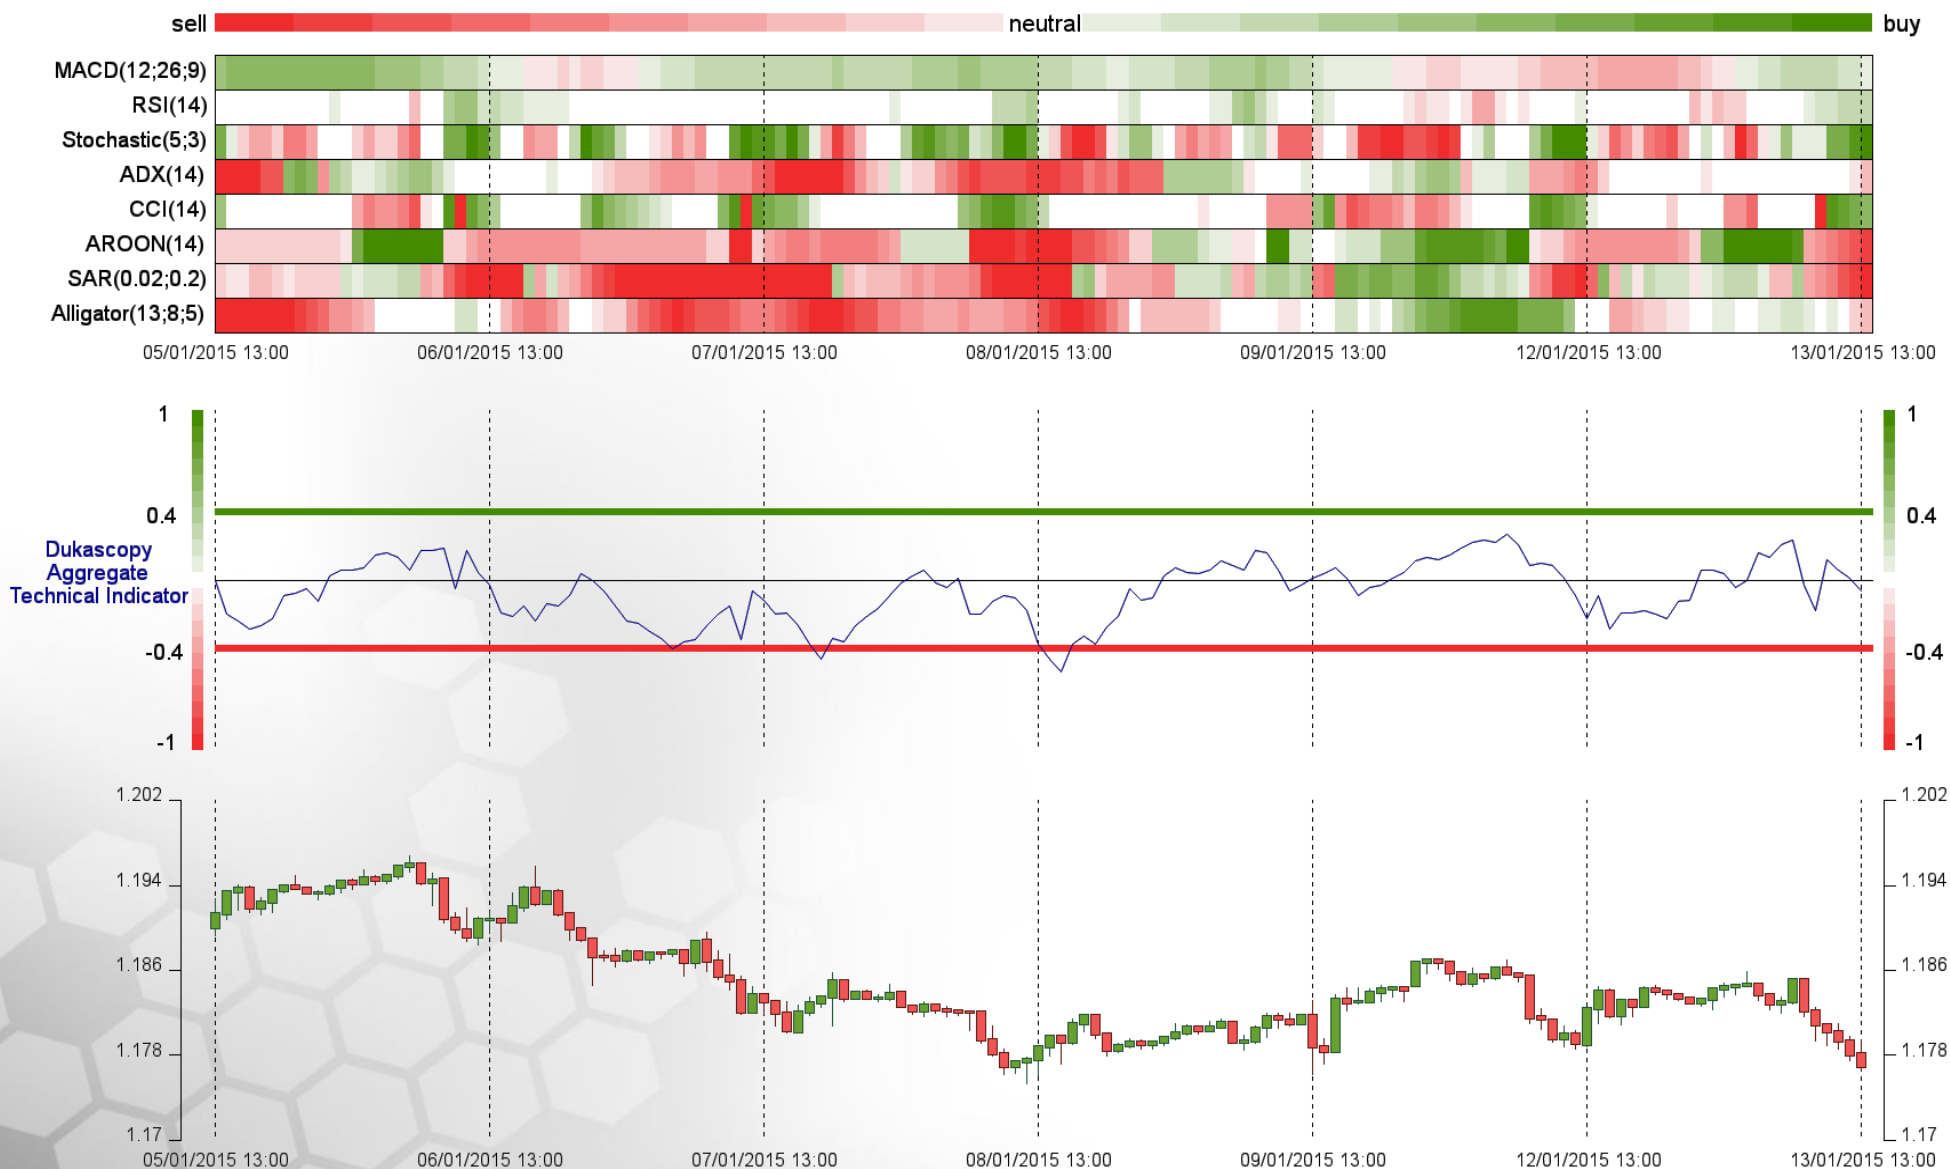 sell neutral buy
MACD(12;26;9)
RSI(14)
Stochastic(5;3)
ADX(14)
CCI(14)
AROON(14)
SAR(0.02;0.2)
Alligator(13;8;5)
05/01/2015 13:00 06/01/2015 13:00 07/01/2015 13:00 08/01/2015 13:00 09/01/2015 13:00 12/01/2015 13:00 13/01/2015 13:00
1 1
0.4 0.4
Dukascopy
Aggregate
Technical Indicator
-0.4 -0.4
-1 -1
1.202 1.202
1.194 1.194
1.186 1.186
1.178 1.178
1.17 1.17
05/01/2015 13:00 06/01/2015 13:00 07/01/2015 13:00 08/01/2015 13:00 09/01/2015 13:00 12/01/2015 13:00 13/01/2015 13:00